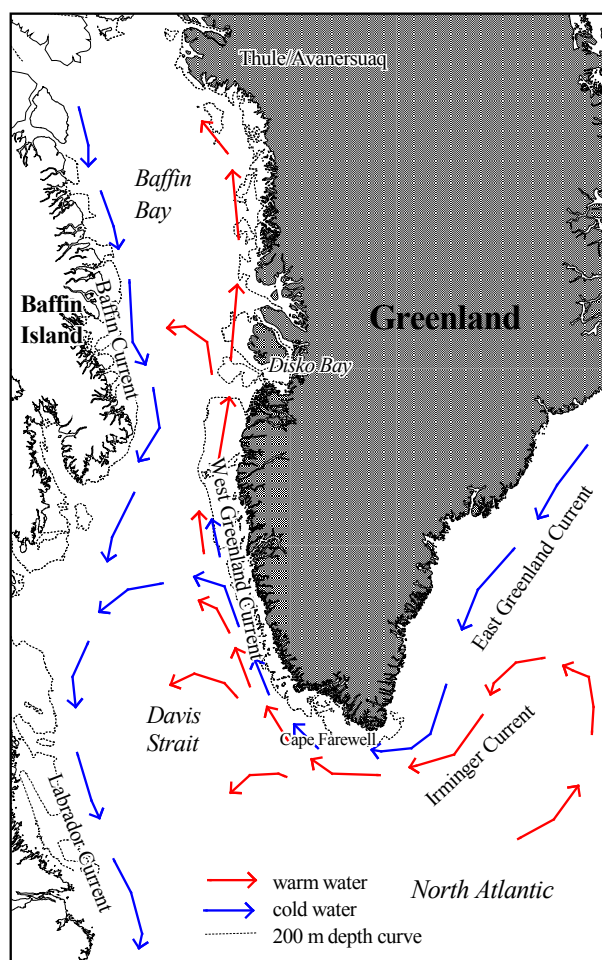 Thule/Avanersuaq
Baffin
Bay
Baffin
Island
Baffin Current
Greenland
Disko Bay
West Greenland Current
East Greenland Current
Davis
Strait
Cape Farewell
Irminger Current
Labrador Current
North Atlantic
warm water
cold water
200 m depth curve